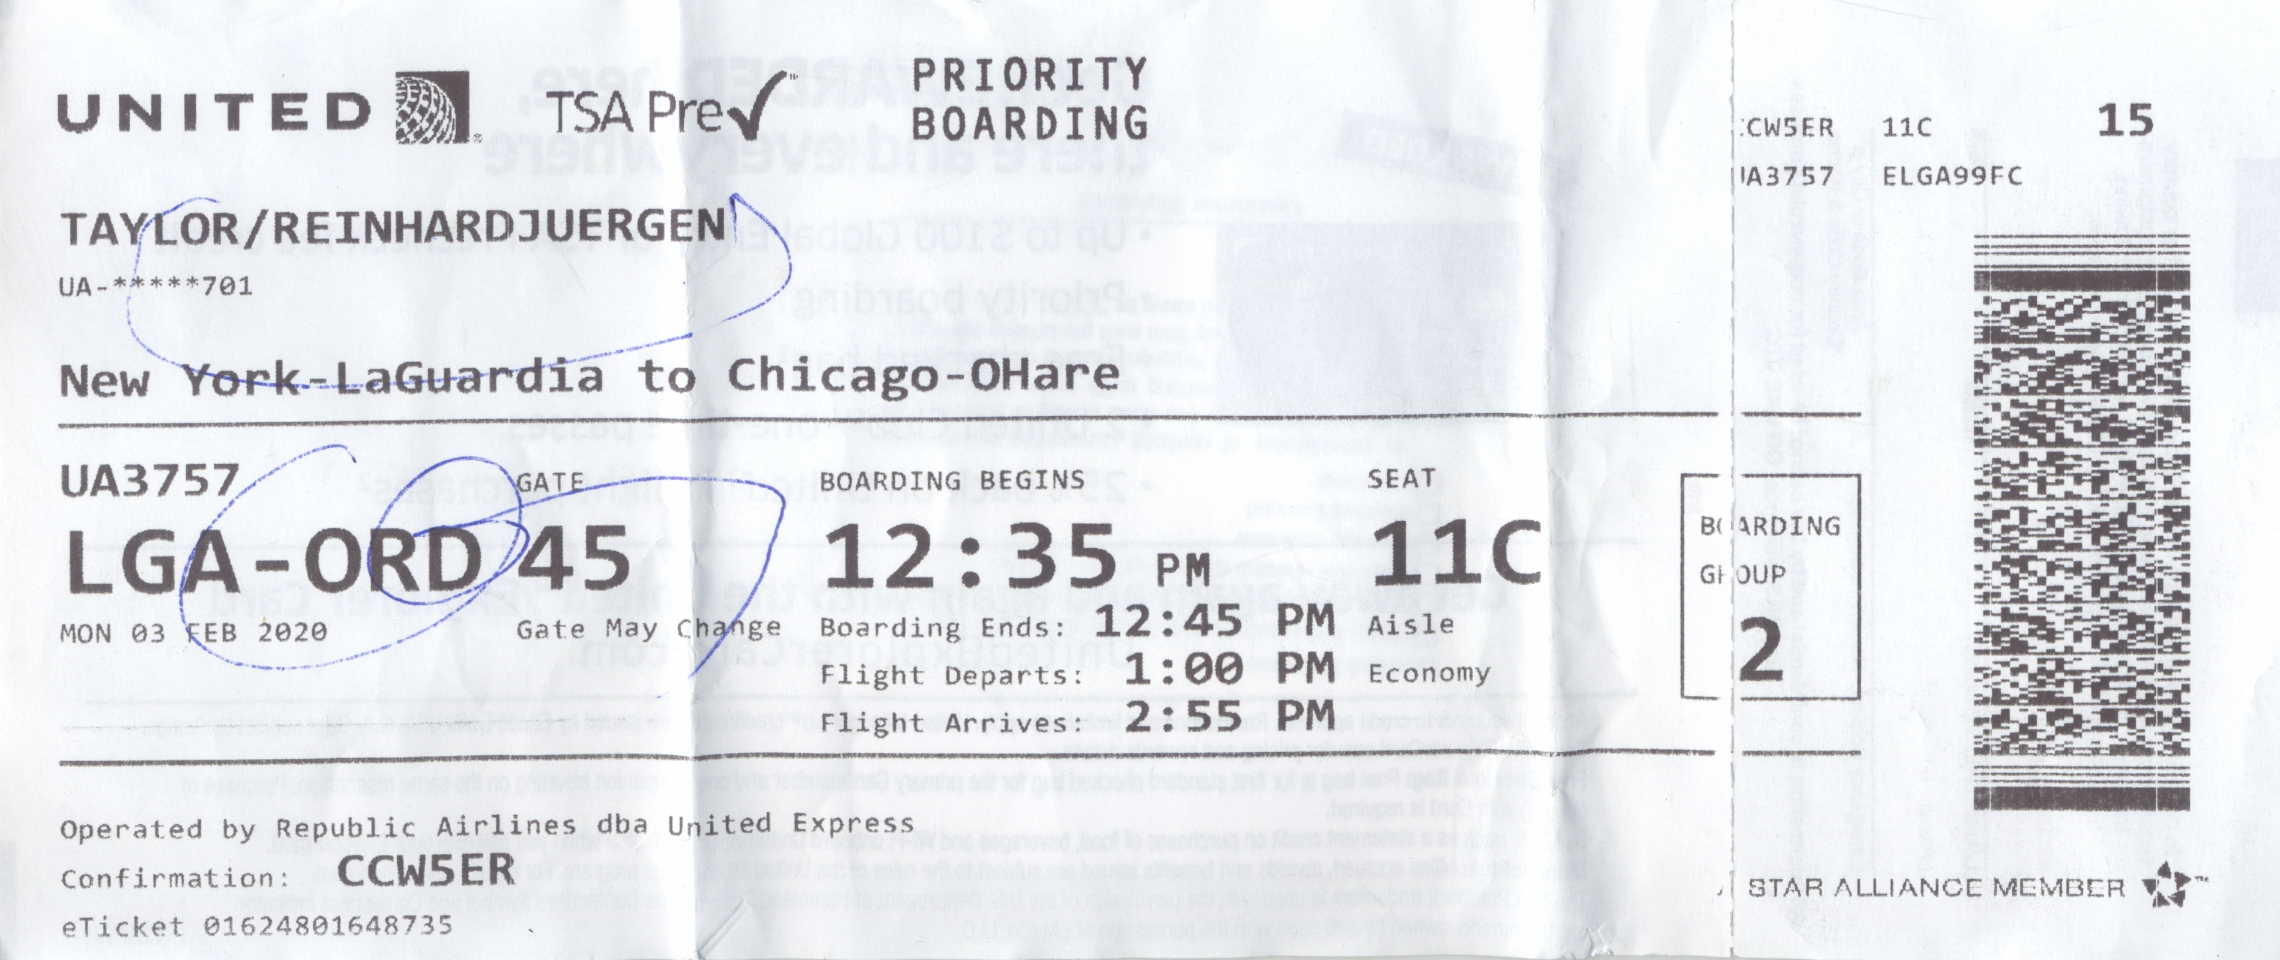 UNITED TSA Pre✓™ PRIORITY
BOARDING
TAYLOR/REINHARDJUERGEN
UA-*****701
New York-LaGuardia to Chicago-OHare
UA3757 GATE BOARDING BEGINS SEAT
LGA-ORD 45 12:35 PM 11C
MON 03 FEB 2020 Gate May Change Boarding Ends: 12:45 PM Aisle
Flight Departs: 1:00 PM Economy
Flight Arrives: 2:55 PM
BOARDING
GROUP
2
Operated by Republic Airlines dba United Express
Confirmation: CCW5ER
eTicket 01624801648735
CCW5ER 11C 15
UA3757 ELGA99FC
STAR ALLIANCE MEMBER ™